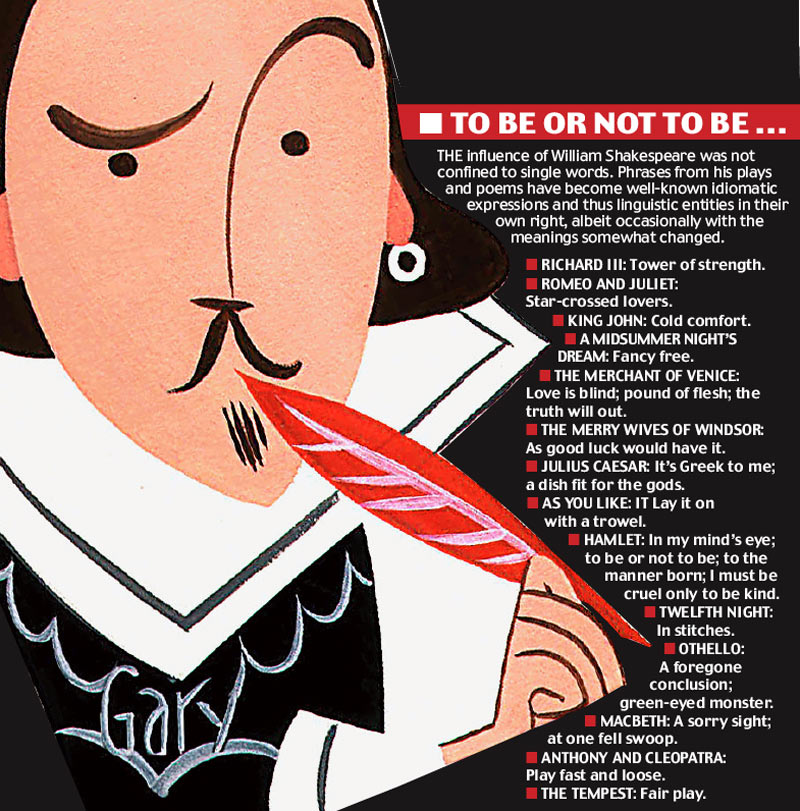 TO BE OR NOT TO BE ...
THE influence of William Shakespeare was not
confined to single words. Phrases from his plays
and poems have become well-known idiomatic
expressions and thus linguistic entities in their
own right, albeit occasionally with the
meanings somewhat changed.
RICHARD III: Tower of strength.
ROMEO AND JULIET:
Star-crossed lovers.
KING JOHN: Cold comfort.
A MIDSUMMER NIGHT'S
DREAM: Fancy free.
THE MERCHANT OF VENICE:
Love is blind; pound of flesh; the
truth will out.
THE MERRY WIVES OF WINDSOR:
As good luck would have it.
JULIUS CAESAR: It's Greek to me;
a dish fit for the gods.
AS YOU LIKE: IT Lay it on
with a trowel.
HAMLET: In my mind's eye;
to be or not to be; to the
manner born; I must be
cruel only to be kind.
TWELFTH NIGHT:
In stitches.
OTHELLO:
A foregone
conclusion;
green-eyed monster.
MACBETH: A sorry sight;
at one fell swoop.
ANTHONY AND CLEOPATRA:
Play fast and loose.
THE TEMPEST: Fair play.
Gary